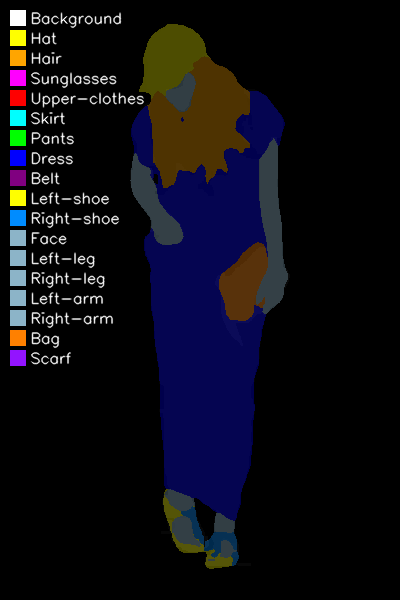 Background
Hat
Hair
Sunglasses
Upper-clothes
Skirt
Pants
Dress
Belt
Left-shoe
Right-shoe
Face
Left-leg
Right-leg
Left-arm
Right-arm
Bag
Scarf